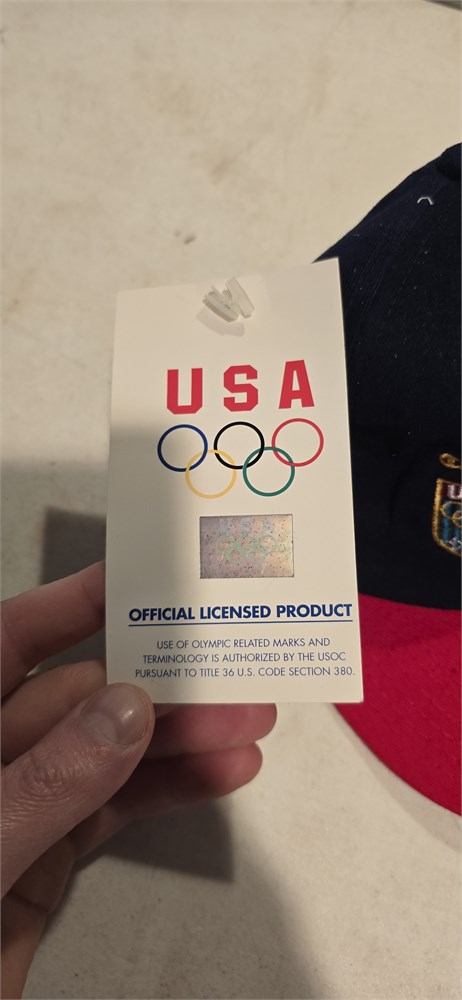 USA
OFFICIAL LICENSED PRODUCT
USE OF OLYMPIC RELATED MARKS AND
TERMINOLOGY IS AUTHORIZED BY THE USOC
PURSUANT TO TITLE 36 U.S. CODE SECTION 380.